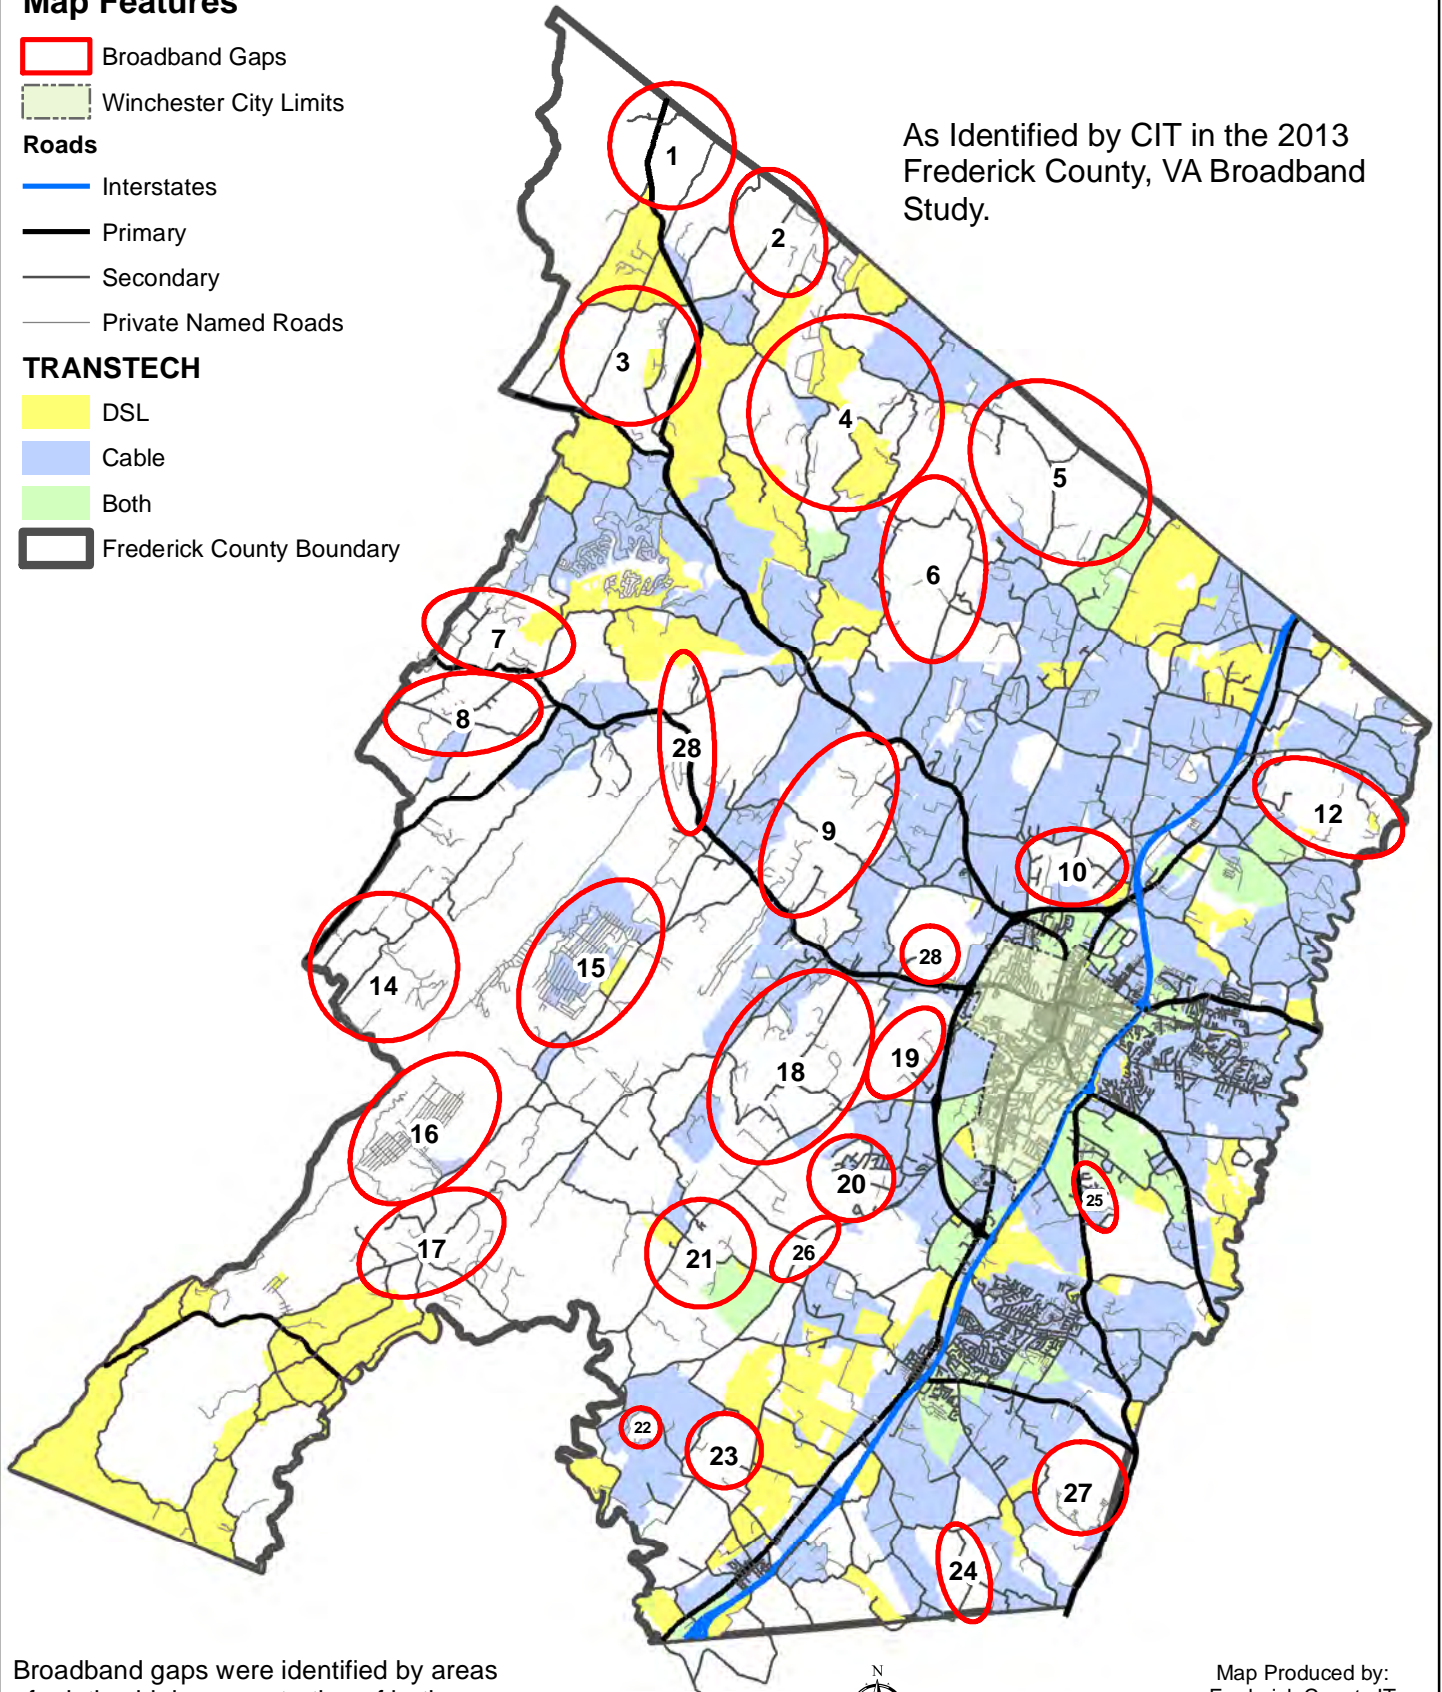 Map Features
Broadband Gaps
Winchester City Limits
Roads
Interstates
Primary
Secondary
Private Named Roads
TRANSTECH
DSL
Cable
Both
Frederick County Boundary
As Identified by CIT in the 2013
Frederick County, VA Broadband
Study.
1
2
3
4
5
6
7
8
28
9
12
10
28
14
15
18
19
16
20
25
17
21
26
22
23
27
24
Broadband gaps were identified by areas
N
Map Produced by: